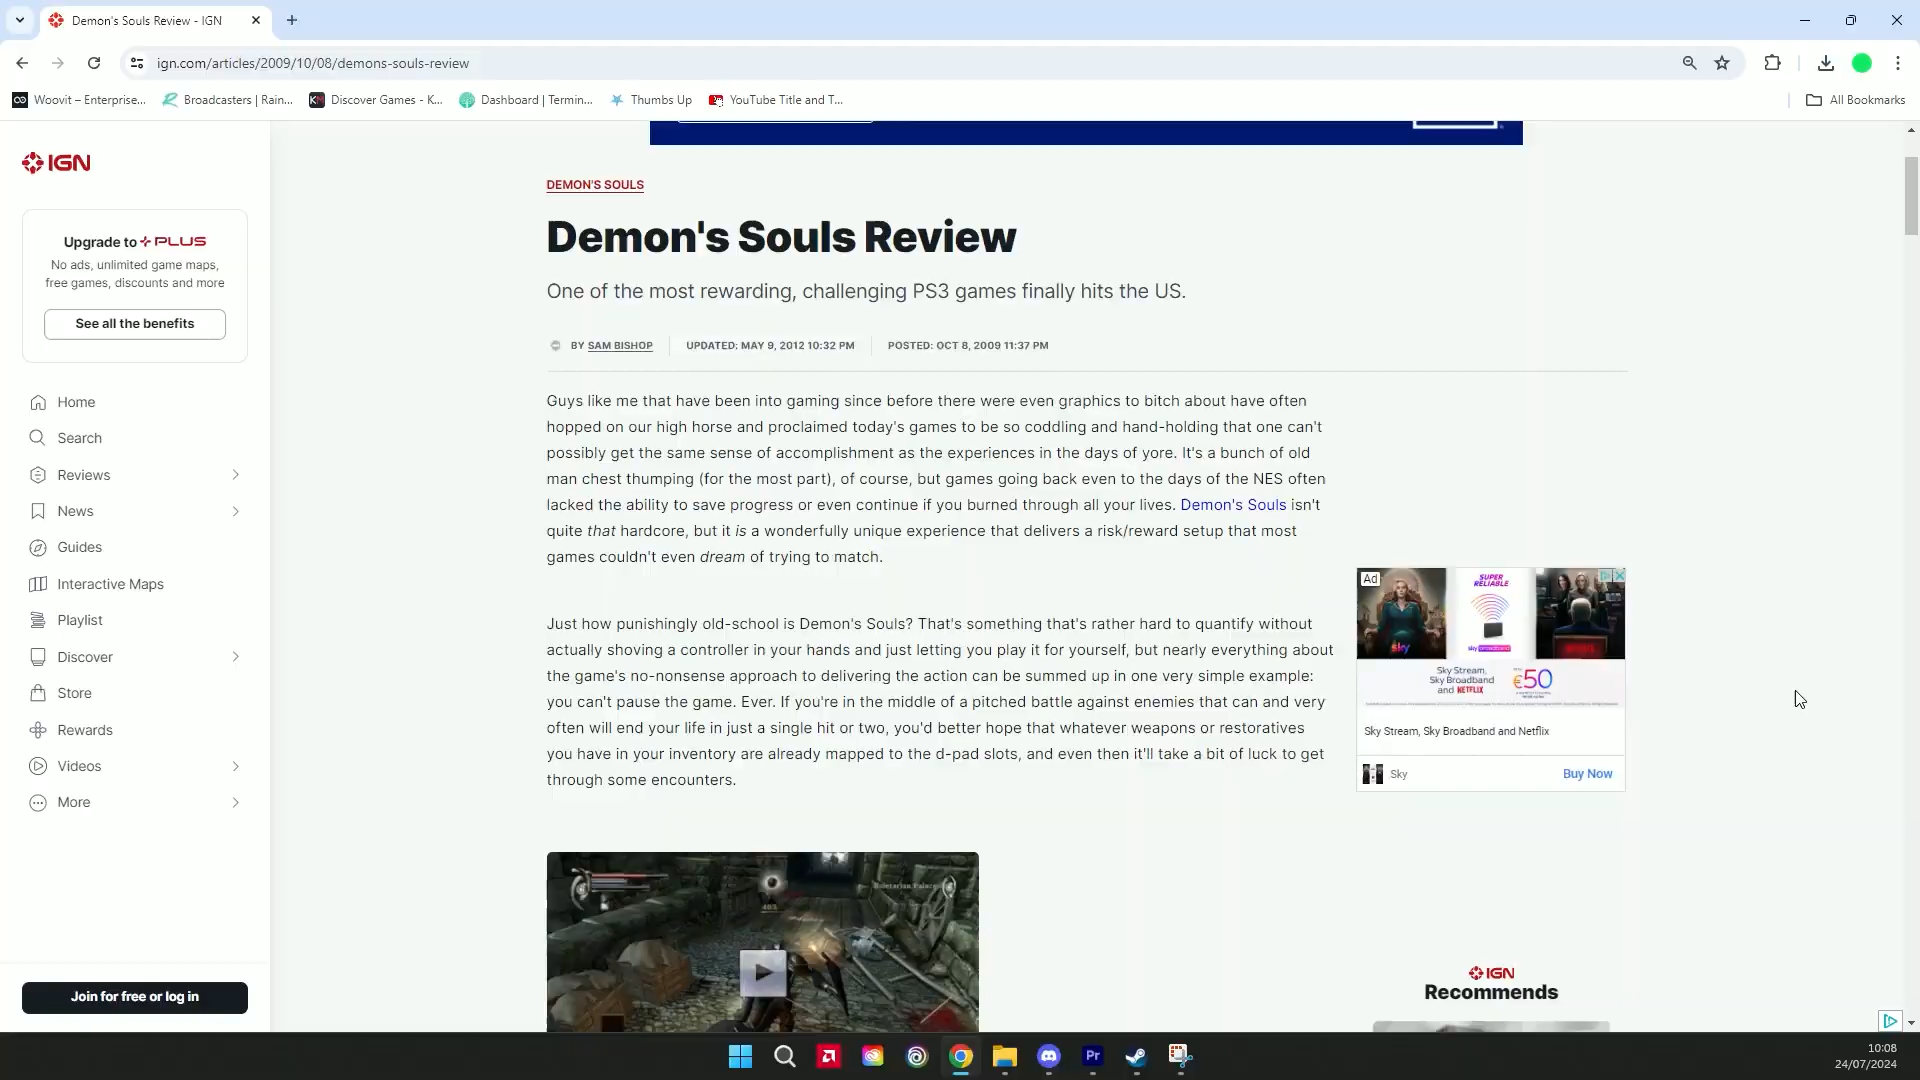 Demon's Souls Review - IGN
ign.com/articles/2009/10/08/demons-souls-review
Woovit – Enterprise...
Broadcasters | Rain...
Discover Games - K...
Dashboard | Termin...
Thumbs Up
YouTube Title and T...
All Bookmarks
IGN
Upgrade to PLUS
No ads, unlimited game maps,
free games, discounts and more
See all the benefits
Home
Search
Reviews
News
Guides
Interactive Maps
Playlist
Discover
Store
Rewards
Videos
More
Join for free or log in
DEMON'S SOULS
Demon's Souls Review
One of the most rewarding, challenging PS3 games finally hits the US.
BY SAM BISHOP
UPDATED: MAY 9, 2012 10:32 PM
POSTED: OCT 8, 2009 11:37 PM
Guys like me that have been into gaming since before there were even graphics to bitch about have often
hopped on our high horse and proclaimed today's games to be so coddling and hand-holding that one can't
possibly get the same sense of accomplishment as the experiences in the days of yore. It's a bunch of old
man chest thumping (for the most part), of course, but games going back even to the days of the NES often
lacked the ability to save progress or even continue if you burned through all your lives. Demon's Souls isn't
quite that hardcore, but it is a wonderfully unique experience that delivers a risk/reward setup that most
games couldn't even dream of trying to match.
Just how punishingly old-school is Demon's Souls? That's something that's rather hard to quantify without
actually shoving a controller in your hands and just letting you play it for yourself, but nearly everything about
the game's no-nonsense approach to delivering the action can be summed up in one very simple example:
you can't pause the game. Ever. If you're in the middle of a pitched battle against enemies that can and very
often will end your life in just a single hit or two, you'd better hope that whatever weapons or restoratives
you have in your inventory are already mapped to the d-pad slots, and even then it'll take a bit of luck to get
through some encounters.
Boletarian Palace
Ad
SUPER
RELIABLE
sky
sky broadband
Sky Stream,
Sky Broadband
and NETFLIX
€50
Sky Stream, Sky Broadband and Netflix
Sky
Buy Now
IGN
Recommends
Pr
10:08
24/07/2024